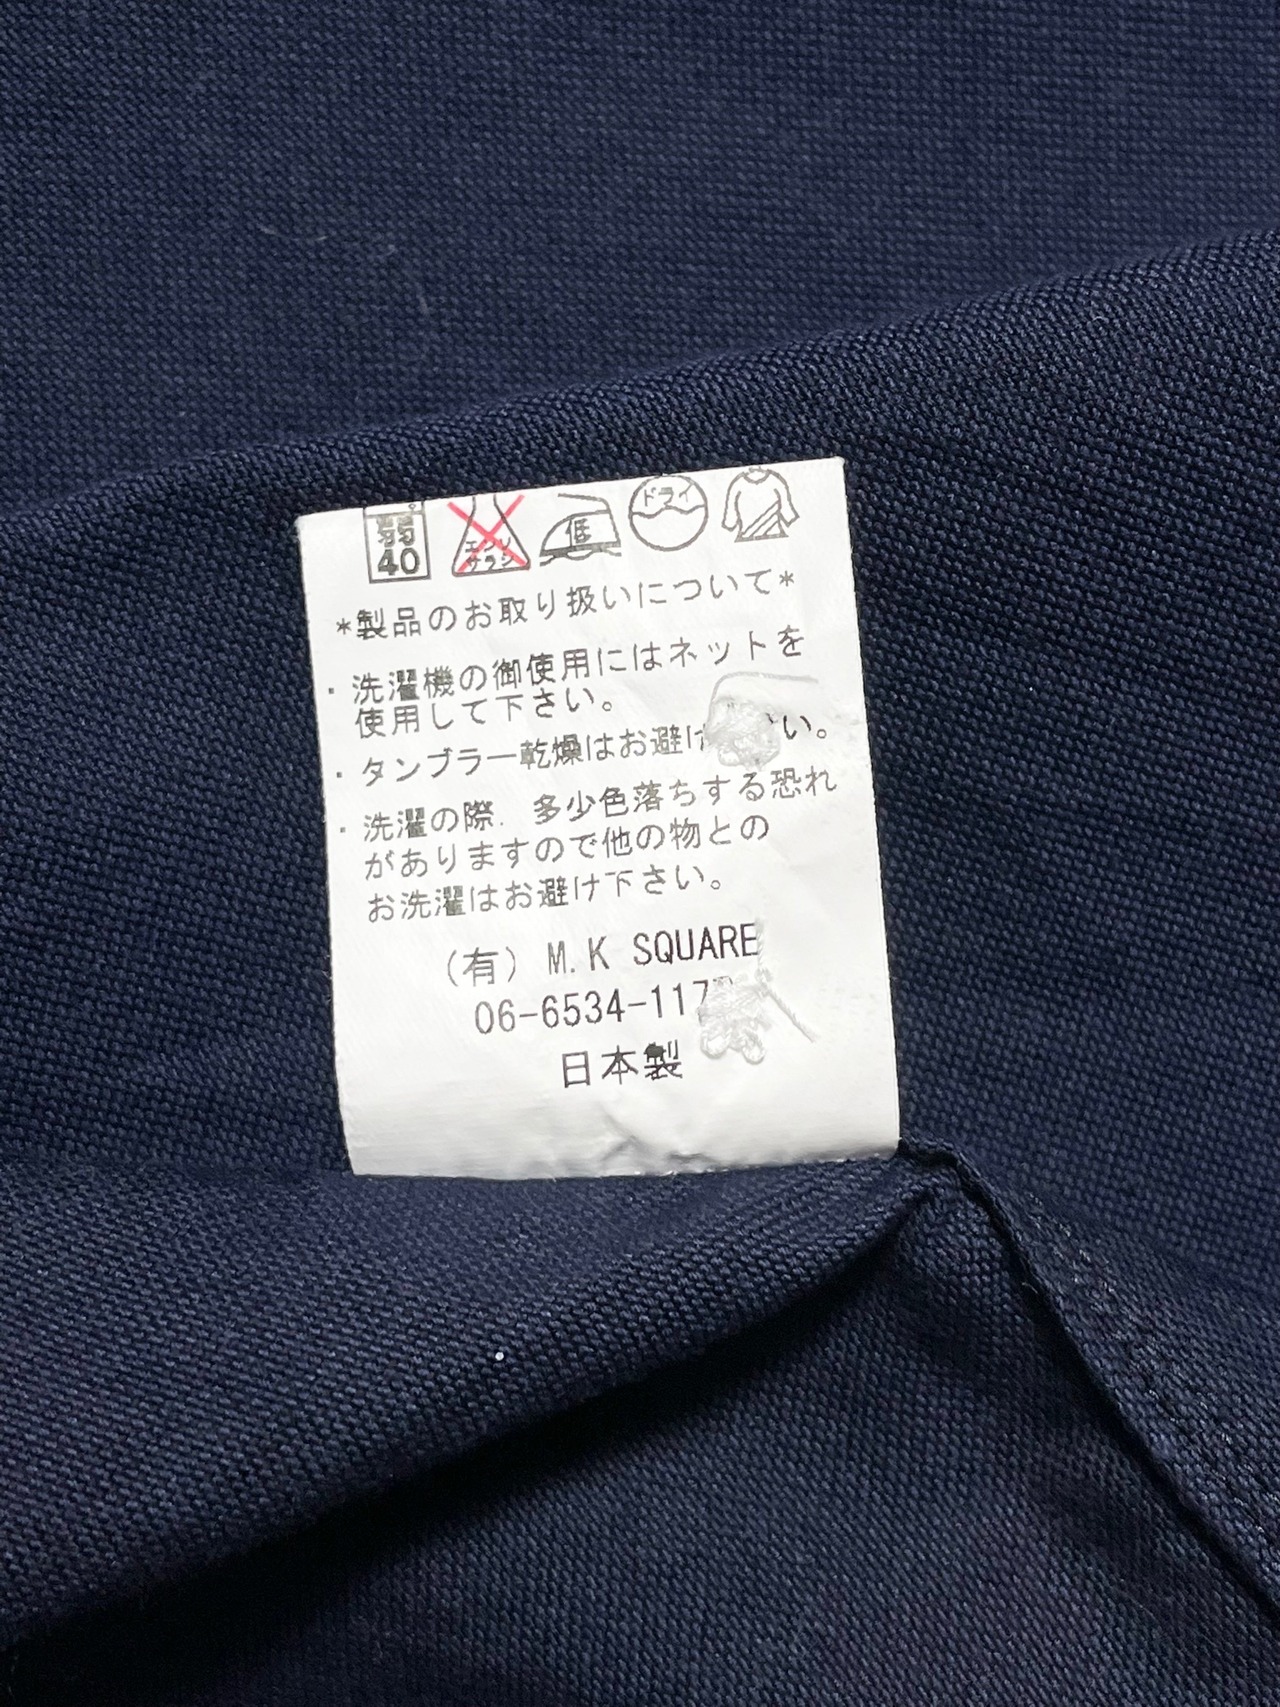 弱
40
エンソ
サラシ
低
ドライ
*製品のお取り扱いについて*
・洗濯機の御使用にはネットを
使用して下さい。
・タンブラー乾燥はお避け い。
・洗濯の際、多少色落ちする恐れ
がありますので他の物との
お洗濯はお避け下さい。
(有) M.K SQUARE
06-6534-117
日本製